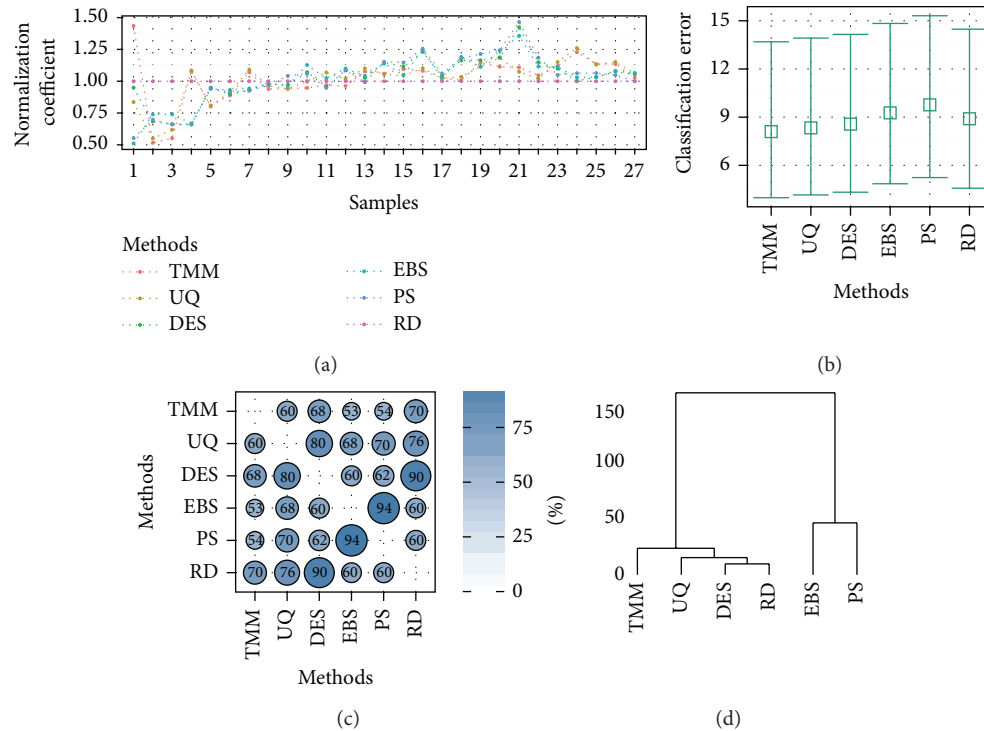 1.50
1.25
1.00
0.75
0.50
Normalization
coefficient
1 3 5 7 9 11 13 15 17 19 21 23 25 27
Samples
Methods
TMM
UQ
DES
EBS
PS
RD
(a)
15
12
9
6
Classification error
TMM UQ DES EBS PS RD
Methods
(b)
Methods
TMM 60 68 53 54 70
UQ 60 80 68 70 76
DES 68 80 60 62 90
EBS 53 68 60 94 60
PS 54 70 62 94 60
RD 70 76 90 60 60
TMM UQ DES EBS PS RD
Methods
75
50
25
0
(%)
(c)
150
100
50
0
TMM UQ DES RD EBS PS
(d)